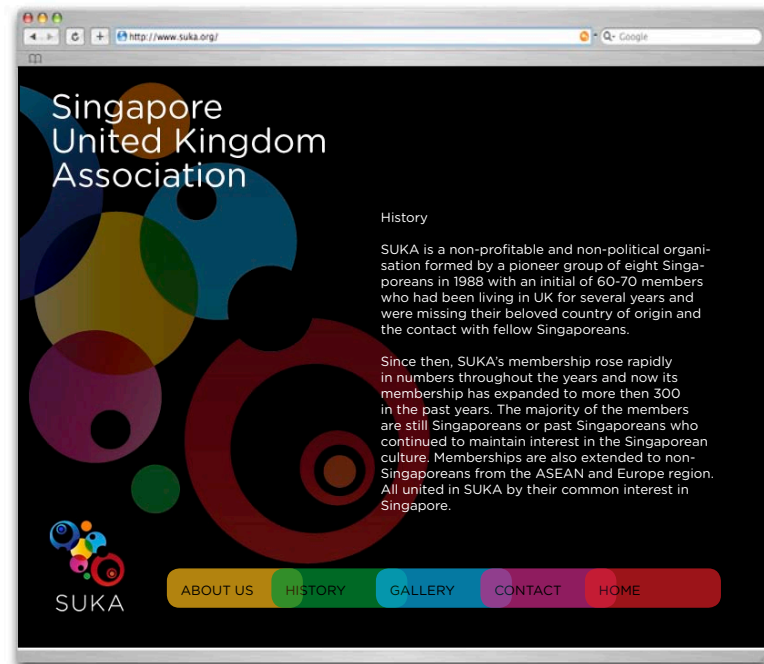 http://www.suka.org/
Google
Singapore
United Kingdom
Association
History
SUKA is a non-profitable and non-political organi-
sation formed by a pioneer group of eight Singa-
poreans in 1988 with an initial of 60-70 members
who had been living in UK for several years and
were missing their beloved country of origin and
the contact with fellow Singaporeans.
Since then, SUKA's membership rose rapidly
in numbers throughout the years and now its
membership has expanded to more then 300
in the past years. The majority of the members
are still Singaporeans or past Singaporeans who
continued to maintain interest in the Singaporean
culture. Memberships are also extended to non-
Singaporeans from the ASEAN and Europe region.
All united in SUKA by their common interest in
Singapore.
SUKA
ABOUT US HISTORY GALLERY CONTACT HOME